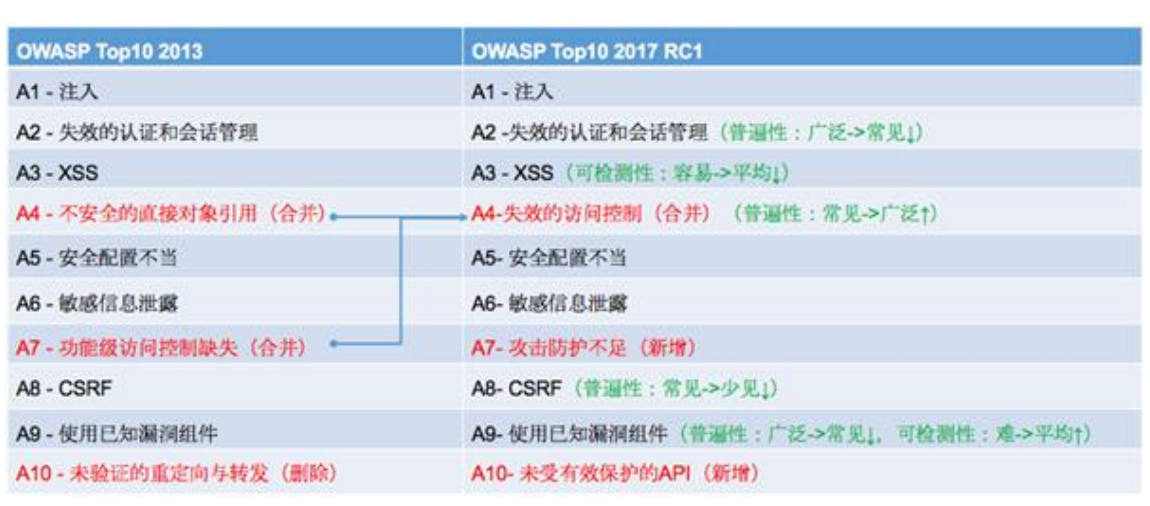 OWASP Top10 2013
OWASP Top10 2017 RC1
A1 - 注入
A1 - 注入
A2 - 失效的认证和会话管理
A2 -失效的认证和会话管理（普遍性：广泛->常见↓）
A3 - XSS
A3 - XSS（可检测性：容易->平均↓）
A4 - 不安全的直接对象引用（合并）
A4-失效的访问控制（合并）（普遍性：常见->广泛↑）
A5 - 安全配置不当
A5- 安全配置不当
A6 - 敏感信息泄露
A6- 敏感信息泄露
A7 - 功能级访问控制缺失（合并）
A7- 攻击防护不足（新增）
A8 - CSRF
A8- CSRF（普遍性：常见->少见↓）
A9 - 使用已知漏洞组件
A9- 使用已知漏洞组件（普遍性：广泛->常见↓，可检测性：难->平均↑）
A10 - 未验证的重定向与转发（删除）
A10- 未受有效保护的API（新增）